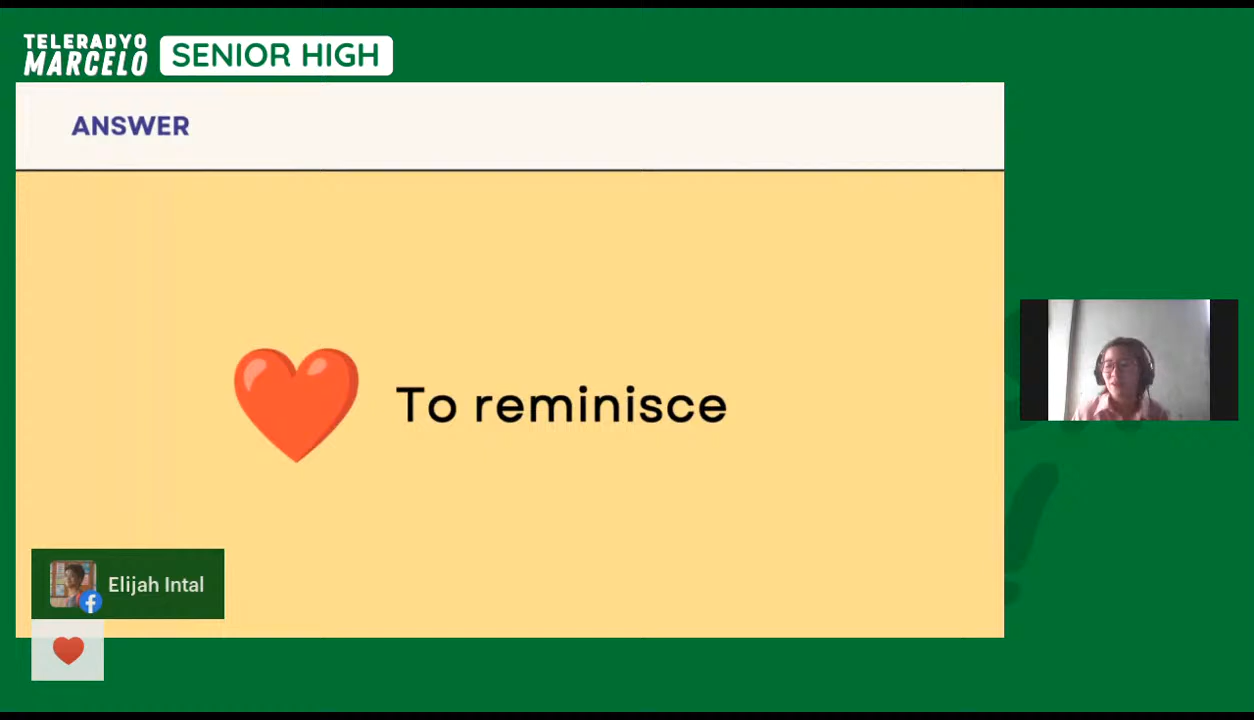 TELERADYO
MARCELO
SENIOR HIGH
ANSWER
To reminisce
Elijah Intal